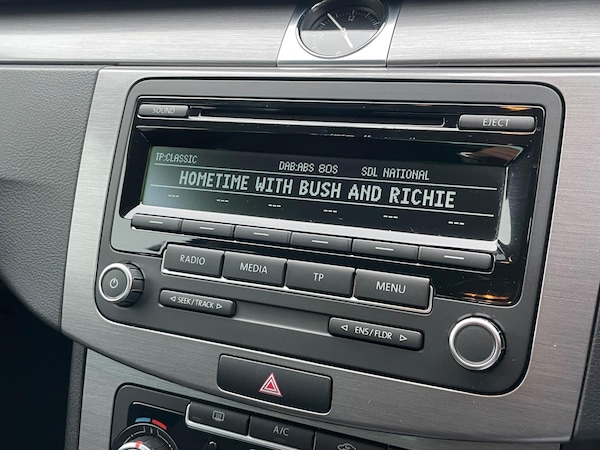 SOUND
EJECT
TP:CLASSIC DAB:ABS 80S SDL NATIONAL
HOMETIME WITH BUSH AND RICHIE
--- --- --- --- --- ---
RADIO MEDIA TP MENU
◁ SEEK/TRACK ▷
◁ ENS/FLDR ▷
A/C